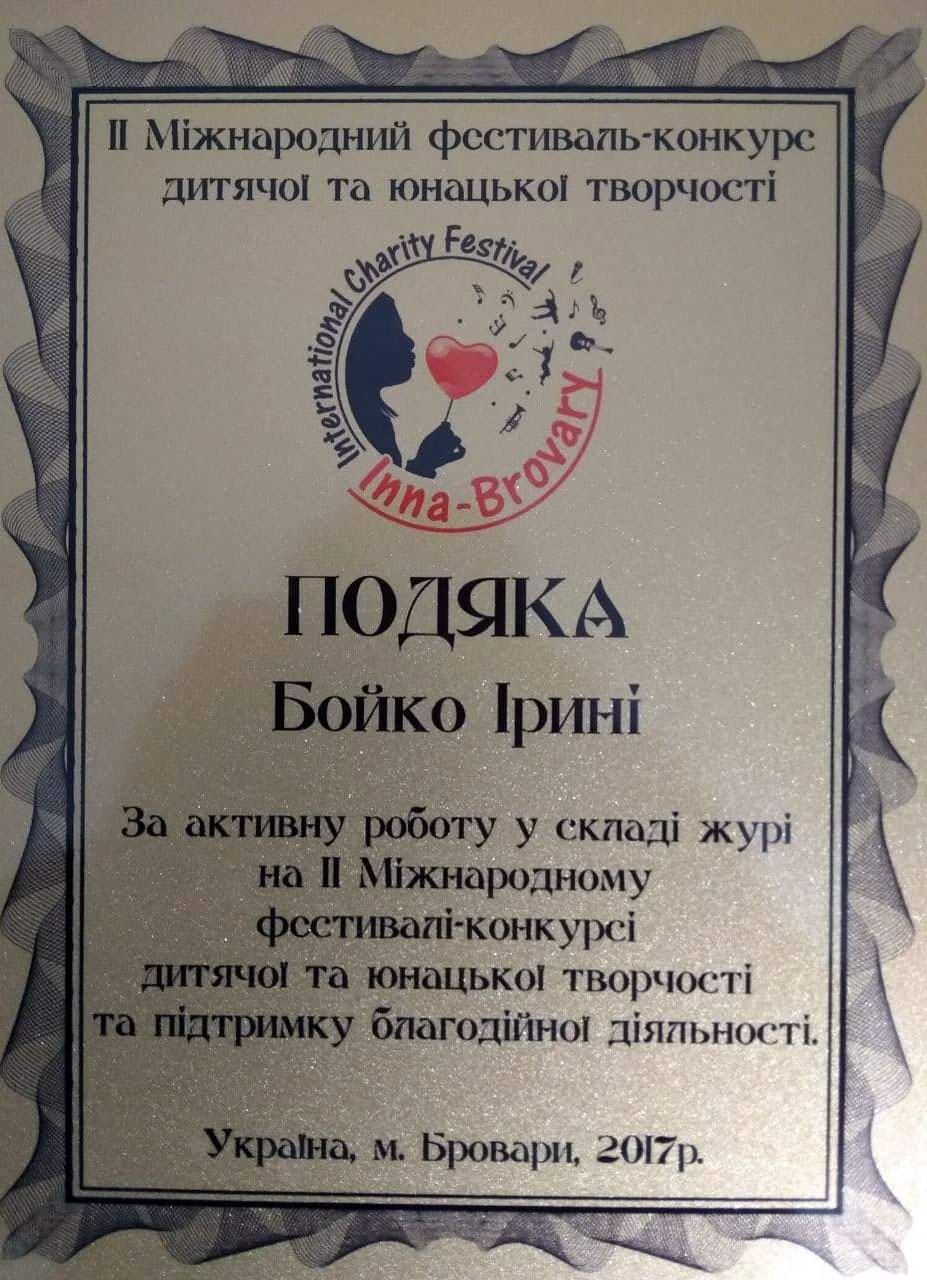 II Міжнародний фестиваль-конкурс
дитячої та юнацької творчості
International Charity Festival
Inna-Brovary
ПОДЯКА
Бойко Ірині
За активну роботу у складі журі
на II Міжнародному
фестивалі-конкурсі
дитячої та юнацької творчості
та підтримку благодійної діяльності.
Україна, м. Бровари, 2017р.